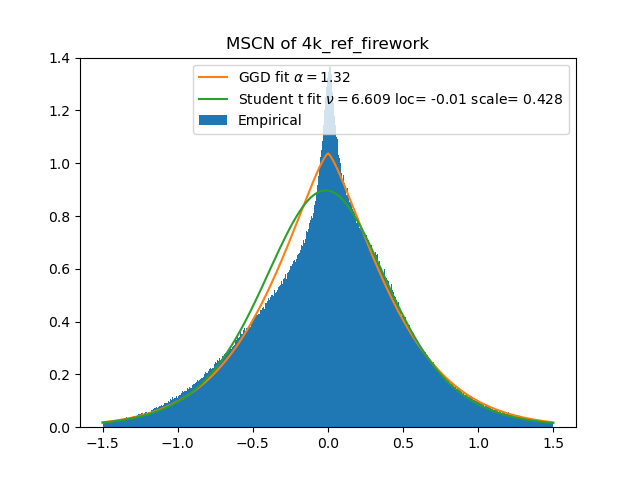 MSCN of 4k_ref_firework
GGD fit α = 1.32
Student t fit ν = 6.609 loc= -0.01 scale= 0.428
Empirical
1.4
1.2
1.0
0.8
0.6
0.4
0.2
0.0
−1.5 −1.0 −0.5 0.0 0.5 1.0 1.5